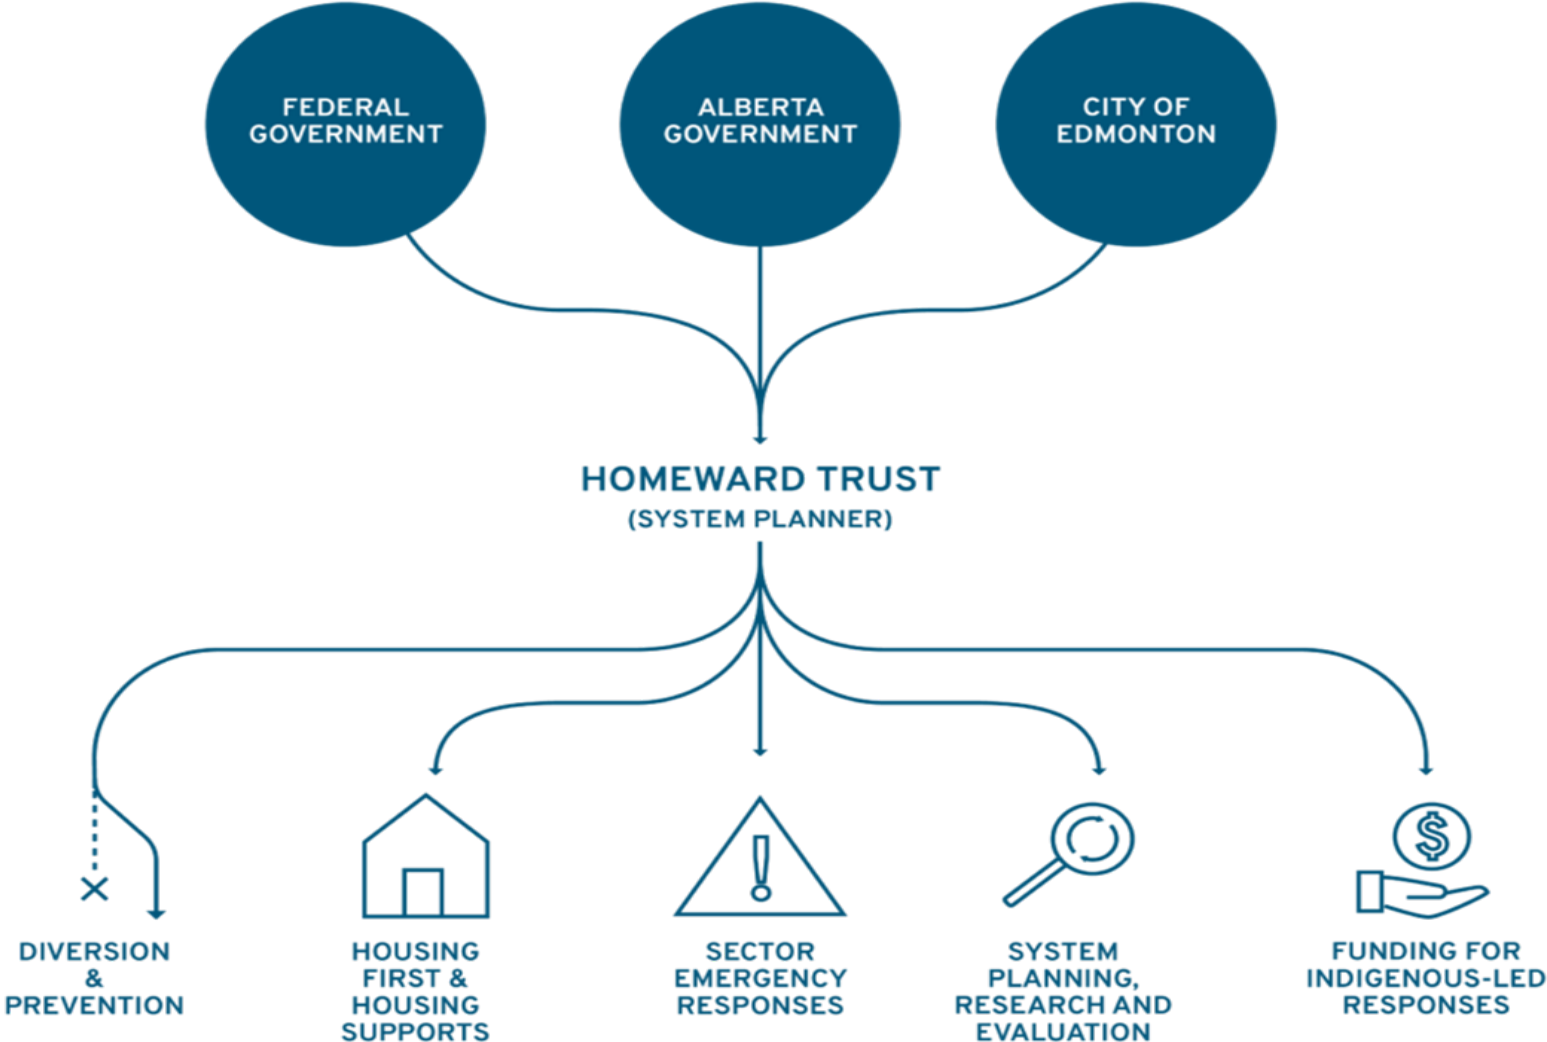 FEDERAL
GOVERNMENT
ALBERTA
GOVERNMENT
CITY OF
EDMONTON
HOMEWARD TRUST
(SYSTEM PLANNER)
DIVERSION
&
PREVENTION
HOUSING
FIRST &
HOUSING
SUPPORTS
SECTOR
EMERGENCY
RESPONSES
SYSTEM
PLANNING,
RESEARCH AND
EVALUATION
$
FUNDING FOR
INDIGENOUS-LED
RESPONSES